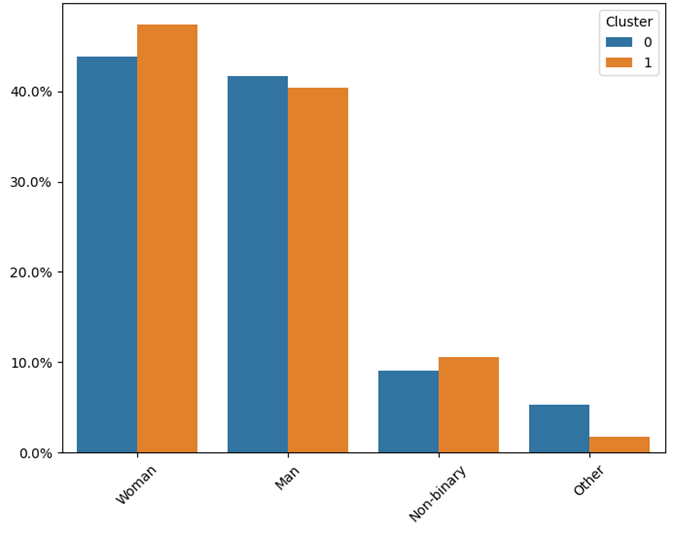 Cluster
0
1
40.0%
30.0%
20.0%
10.0%
0.0%
Woman
Man
Non-binary
Other